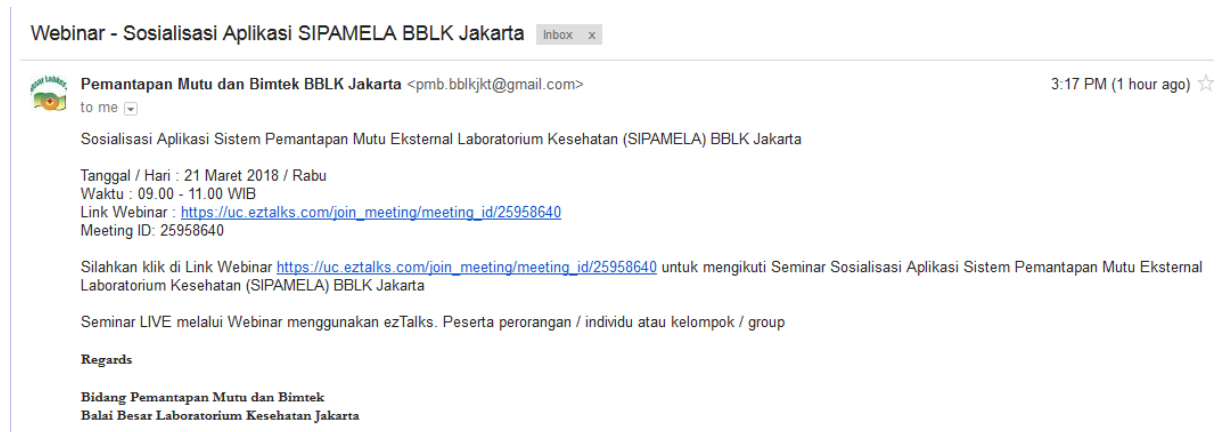 Webinar - Sosialisasi Aplikasi SIPAMELA BBLK Jakarta Inbox x
Pemantapan Mutu dan Bimtek BBLK Jakarta <pmb.bblkjkt@gmail.com> 3:17 PM (1 hour ago)
to me
Sosialisasi Aplikasi Sistem Pemantapan Mutu Eksternal Laboratorium Kesehatan (SIPAMELA) BBLK Jakarta
Tanggal / Hari : 21 Maret 2018 / Rabu
Waktu : 09.00 - 11.00 WIB
Link Webinar : https://uc.eztalks.com/join_meeting/meeting_id/25958640
Meeting ID: 25958640
Silahkan klik di Link Webinar https://uc.eztalks.com/join_meeting/meeting_id/25958640 untuk mengikuti Seminar Sosialisasi Aplikasi Sistem Pemantapan Mutu Eksternal
Laboratorium Kesehatan (SIPAMELA) BBLK Jakarta
Seminar LIVE melalui Webinar menggunakan ezTalks. Peserta perorangan / individu atau kelompok / group
Regards
Bidang Pemantapan Mutu dan Bimtek
Balai Besar Laboratorium Kesehatan Jakarta